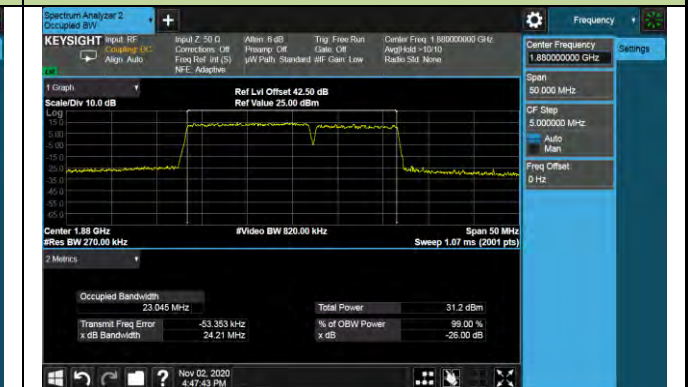 Spectrum Analyzer 2
Occupied BW
+
Frequency
KEYSIGHT
Input: RF
Coupling: DC
Align: Auto
Input Z: 50 Ω
Corrections: Off
Freq Ref: Int (S)
NFE: Adaptive
Atten: 6 dB
Preamp: Off
µW Path: Standard
Trig: Free Run
Gate: Off
#IF Gain: Low
Center Freq: 1.880000000 GHz
Avg|Hold:>10/10
Radio Std: None
Center Frequency
1.880000000 GHz
Settings
Span
50.000 MHz
CF Step
5.000000 MHz
Auto
Man
Freq Offset
0 Hz
1 Graph
Scale/Div 10.0 dB
Ref Lvl Offset 42.50 dB
Ref Value 25.00 dBm
Log
15.0
5.00
-5.00
-15.0
-25.0
-35.0
-45.0
-55.0
-65.0
Center 1.88 GHz
#Res BW 270.00 kHz
#Video BW 820.00 kHz
Span 50 MHz
Sweep 1.07 ms (2001 pts)
2 Metrics
Occupied Bandwidth
23.045 MHz
Total Power 31.2 dBm
Transmit Freq Error -53.353 kHz
% of OBW Power 99.00 %
x dB Bandwidth 24.21 MHz
x dB -26.00 dB
?
Nov 02, 2020
4:47:43 PM